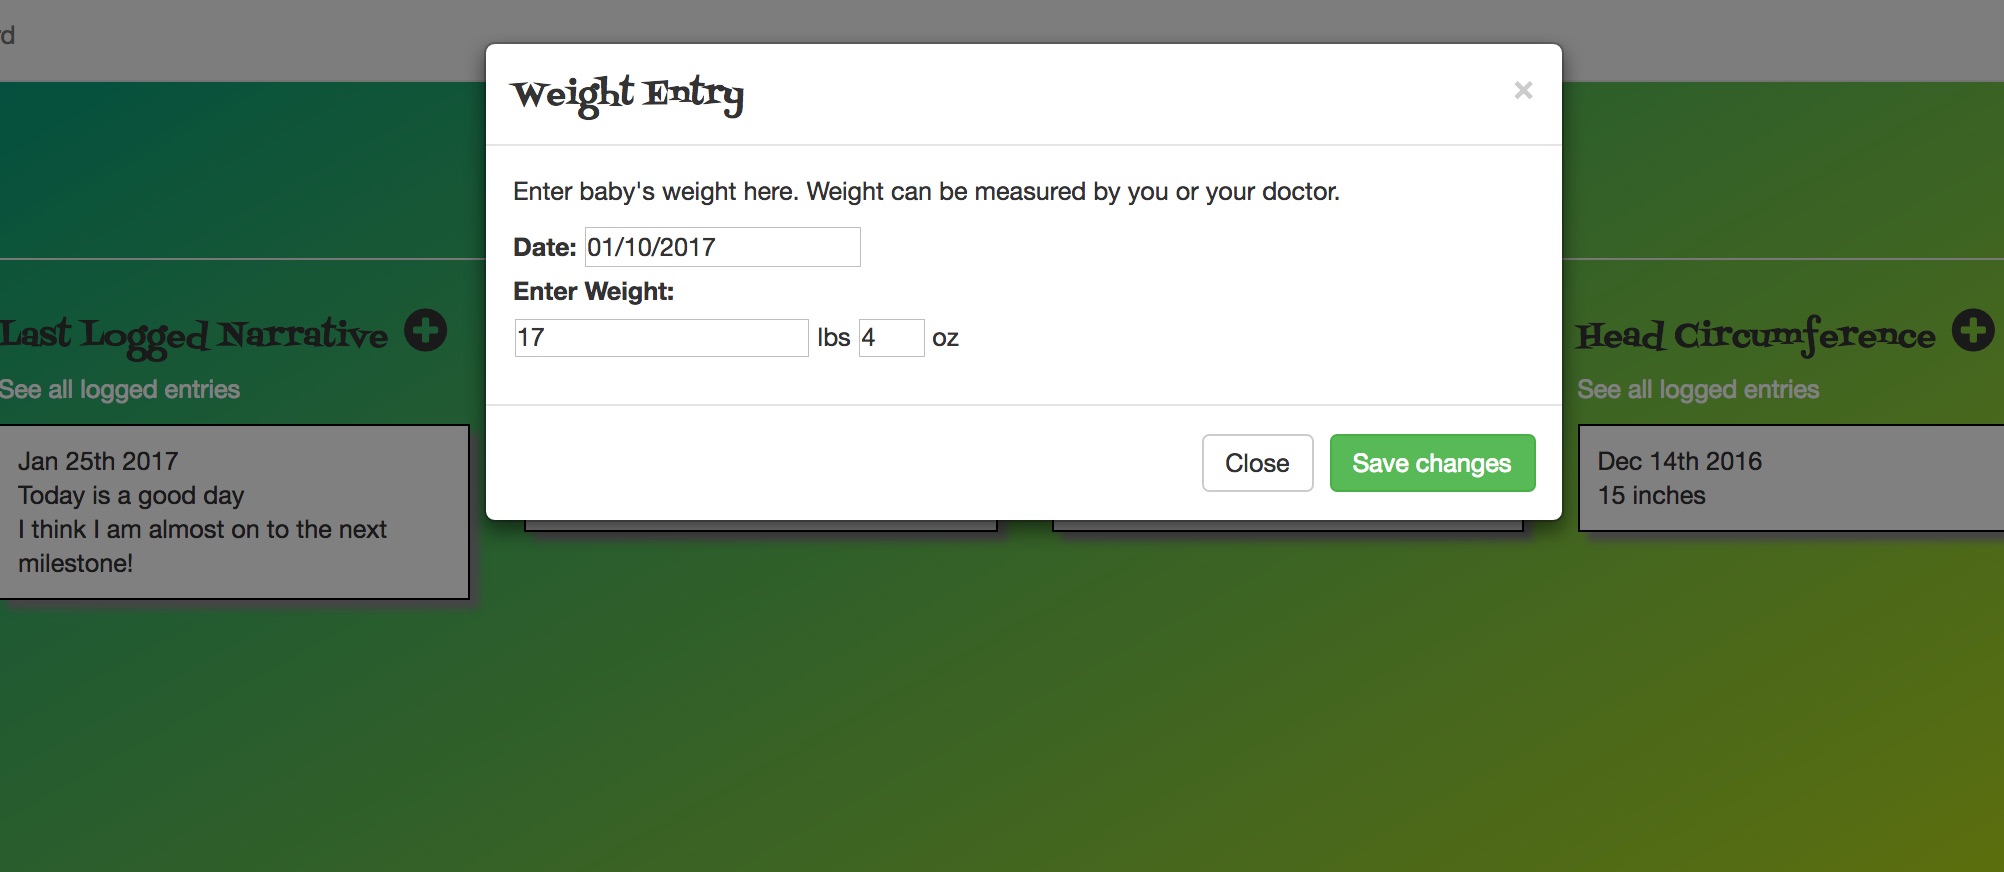 rd
Weight Entry
×
Enter baby's weight here. Weight can be measured by you or your doctor.
Date: 01/10/2017
Enter Weight:
17 lbs 4 oz
Close Save changes
Last Logged Narrative
See all logged entries
Jan 25th 2017
Today is a good day
I think I am almost on to the next
milestone!
Head Circumference
See all logged entries
Dec 14th 2016
15 inches